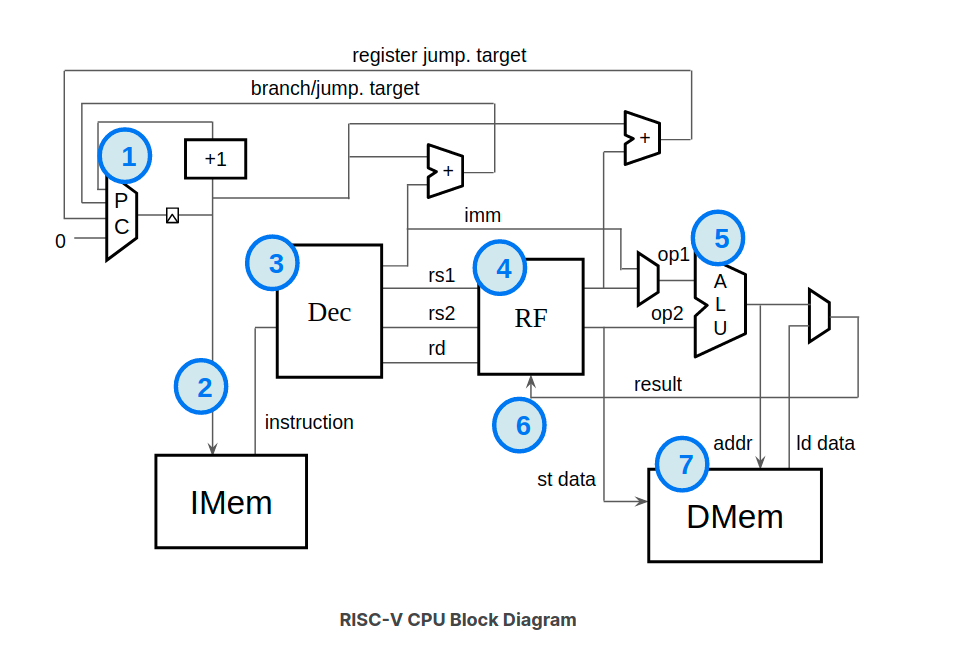 register jump. target
branch/jump. target
1
+1
+
+
P
C
0
imm
3
4
5
op1
rs1
A
Dec
rs2
RF
op2
L
U
rd
2
result
instruction
6
addr
ld data
7
st data
IMem
DMem
RISC-V CPU Block Diagram